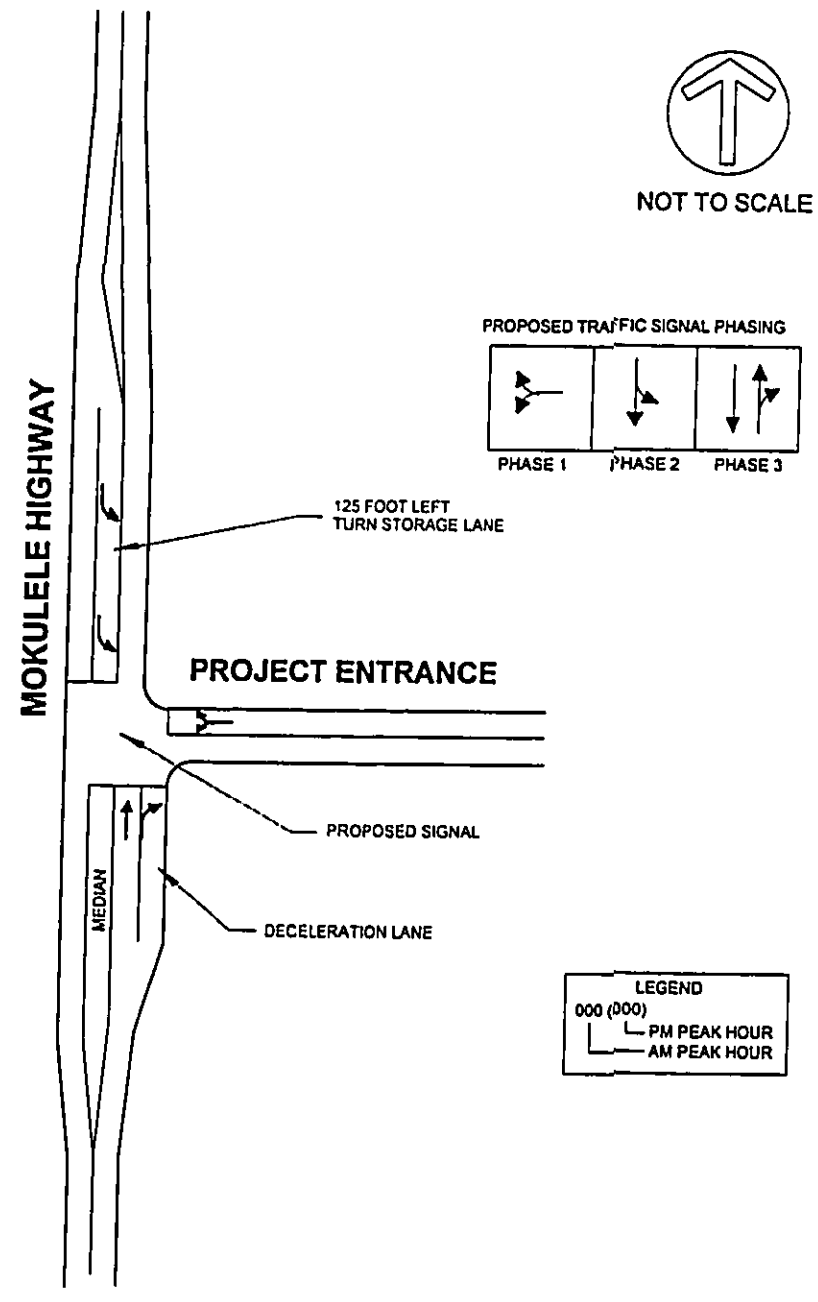 NOT TO SCALE
PROPOSED TRAFFIC SIGNAL PHASING
PHASE 1
PHASE 2
PHASE 3
MOKULELE HIGHWAY
125 FOOT LEFT
TURN STORAGE LANE
PROJECT ENTRANCE
PROPOSED SIGNAL
MEDIAN
DECELERATION LANE
LEGEND
000 (000)
PM PEAK HOUR
AM PEAK HOUR